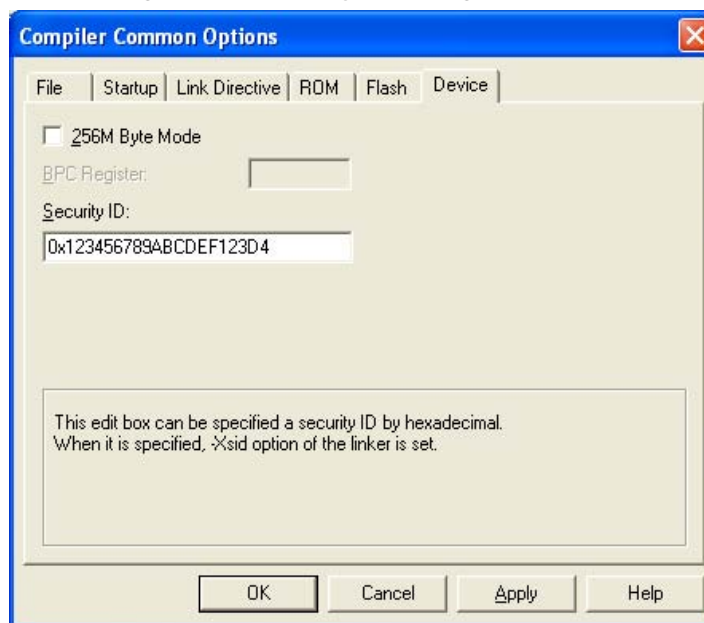 Compiler Common Options
File Startup Link Directive ROM Flash Device
256M Byte Mode
BPC Register:
Security ID:
0x123456789ABCDEF123D4
This edit box can be specified a security ID by hexadecimal.
When it is specified, -Xsid option of the linker is set.
OK Cancel Apply Help